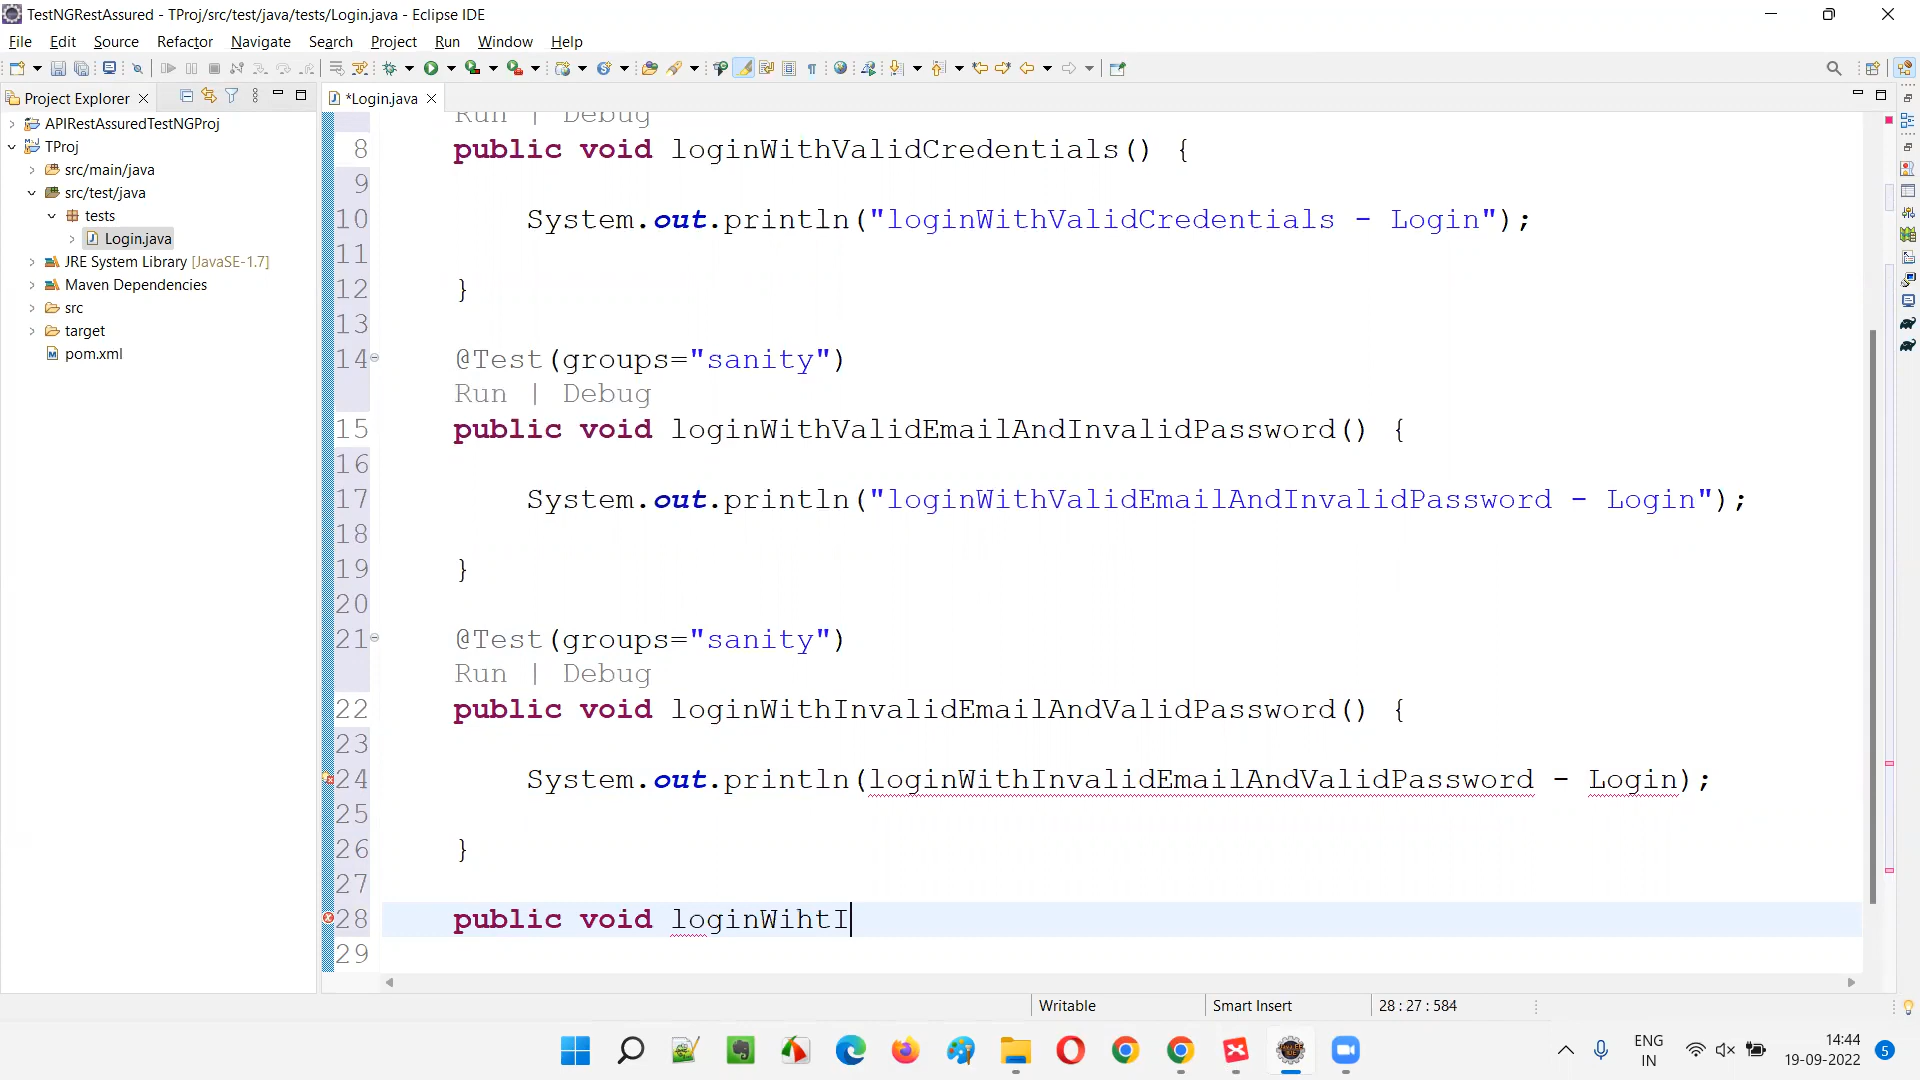 TestNGRestAssured - TProj/src/test/java/tests/Login.java - Eclipse IDE
File Edit Source Refactor Navigate Search Project Run Window Help
Project Explorer
*Login.java
APIRestAssuredTestNGProj
TProj
src/main/java
src/test/java
tests
Login.java
JRE System Library [JavaSE-1.7]
Maven Dependencies
src
target
pom.xml
Run | Debug
8 public void loginWithValidCredentials() {
9
10 System.out.println("loginWithValidCredentials - Login");
11
12 }
13
14 @Test(groups="sanity")
Run | Debug
15 public void loginWithValidEmailAndInvalidPassword() {
16
17 System.out.println("loginWithValidEmailAndInvalidPassword - Login");
18
19 }
20
21 @Test(groups="sanity")
Run | Debug
22 public void loginWithInvalidEmailAndValidPassword() {
23
24 System.out.println(loginWithInvalidEmailAndValidPassword - Login);
25
26 }
27
28 public void loginWihtI
29
Writable Smart Insert 28 : 27 : 584
ENG
IN
14:44
19-09-2022
5